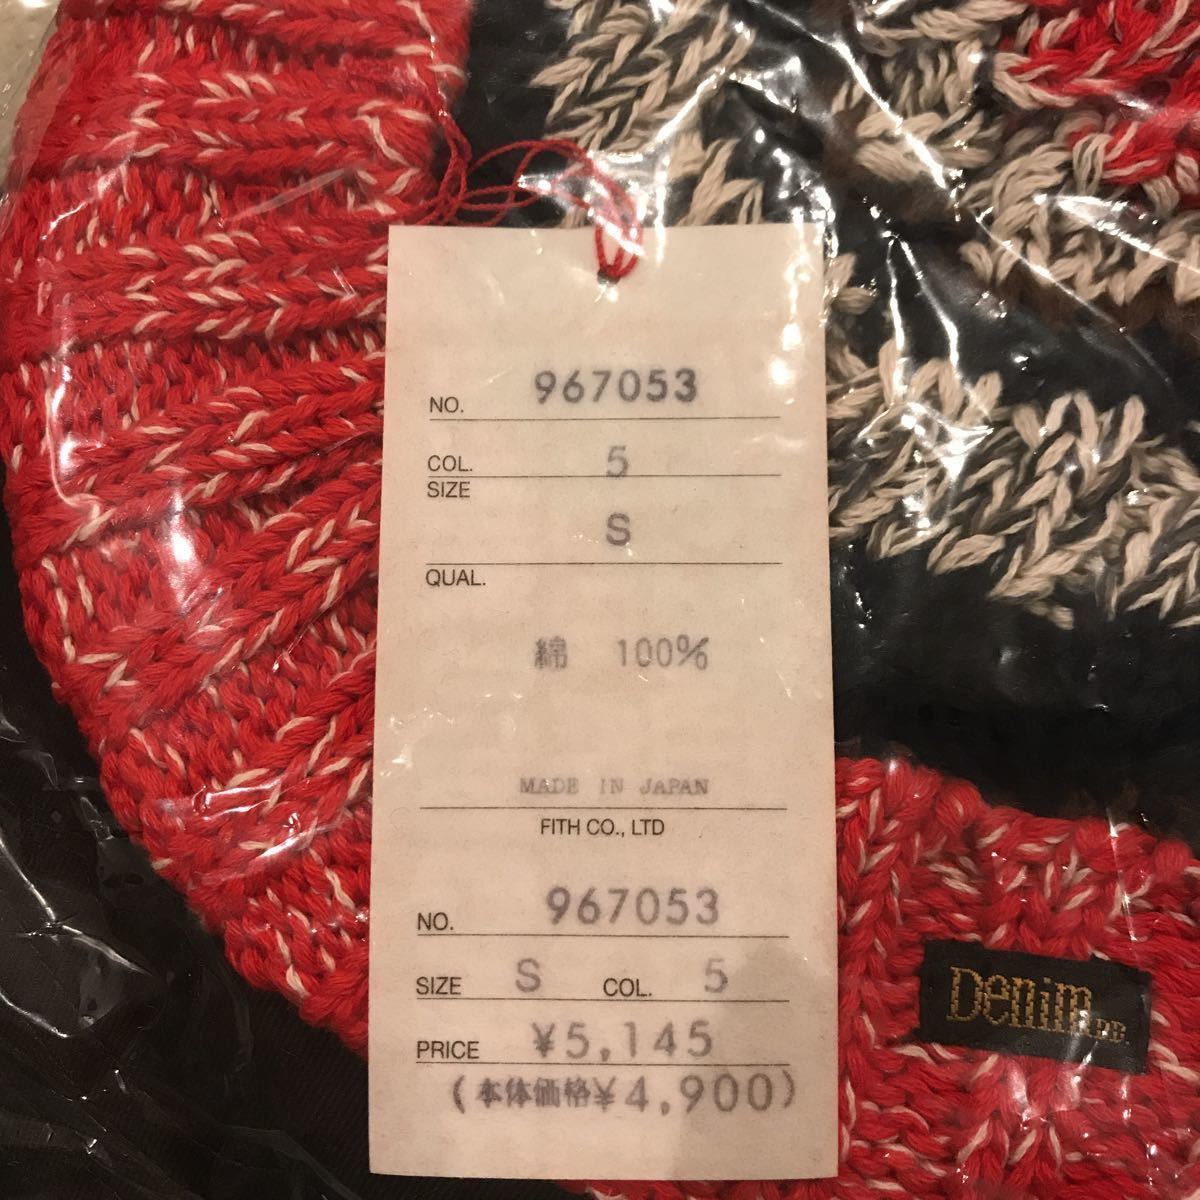 NO. 967053
COL. 5
SIZE
S
QUAL.
綿 100%
MADE IN JAPAN
FITH CO., LTD
NO. 967053
SIZE S COL. 5
PRICE ¥5,145
(本体価格¥4,900)
Denim D.D.